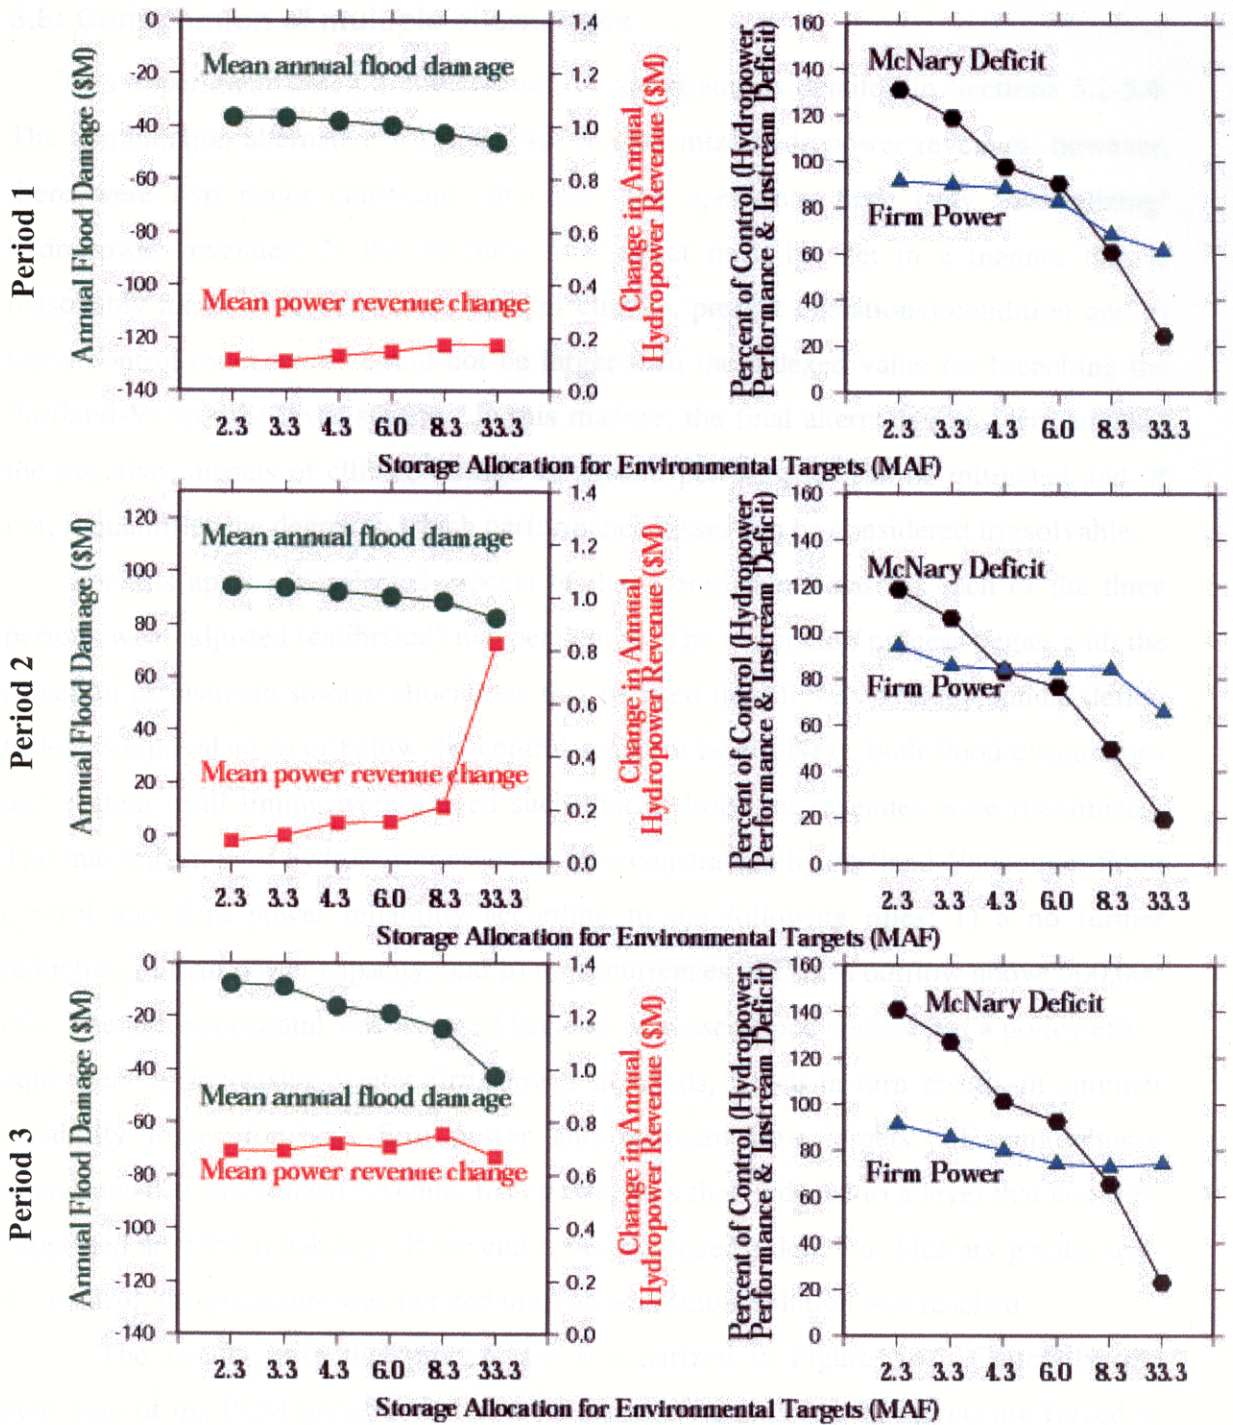 Period 1
Annual Flood Damage ($M)
0
-20
-40
-60
-80
-100
-120
-140
Mean annual flood damage
Mean power revenue change
1.4
1.2
1.0
0.8
0.6
0.4
0.2
0.0
Change in Annual
Hydropower Revenue ($M)
2.3 3.3 4.3 6.0 8.3 33.3
Percent of Control (Hydropower
Performance & Instream Deficit)
160
140
120
100
80
60
40
20
0
McNary Deficit
Firm Power
2.3 3.3 4.3 6.0 8.3 33.3
Storage Allocation for Environmental Targets (MAF)
Period 2
Annual Flood Damage ($M)
120
100
80
60
40
20
0
Mean annual flood damage
Mean power revenue change
1.4
1.2
1.0
0.8
0.6
0.4
0.2
0.0
Change in Annual
Hydropower Revenue ($M)
2.3 3.3 4.3 6.0 8.3 33.3
Percent of Control (Hydropower
Performance & Instream Deficit)
160
140
120
100
80
60
40
20
0
McNary Deficit
Firm Power
2.3 3.3 4.3 6.0 8.3 33.3
Storage Allocation for Environmental Targets (MAF)
Period 3
Annual Flood Damage ($M)
0
-20
-40
-60
-80
-100
-120
-140
Mean annual flood damage
Mean power revenue change
1.4
1.2
1.0
0.8
0.6
0.4
0.2
0.0
Change in Annual
Hydropower Revenue ($M)
2.3 3.3 4.3 6.0 8.3 33.3
Percent of Control (Hydropower
Performance & Instream Deficit)
160
140
120
100
80
60
40
20
0
McNary Deficit
Firm Power
2.3 3.3 4.3 6.0 8.3 33.3
Storage Allocation for Environmental Targets (MAF)